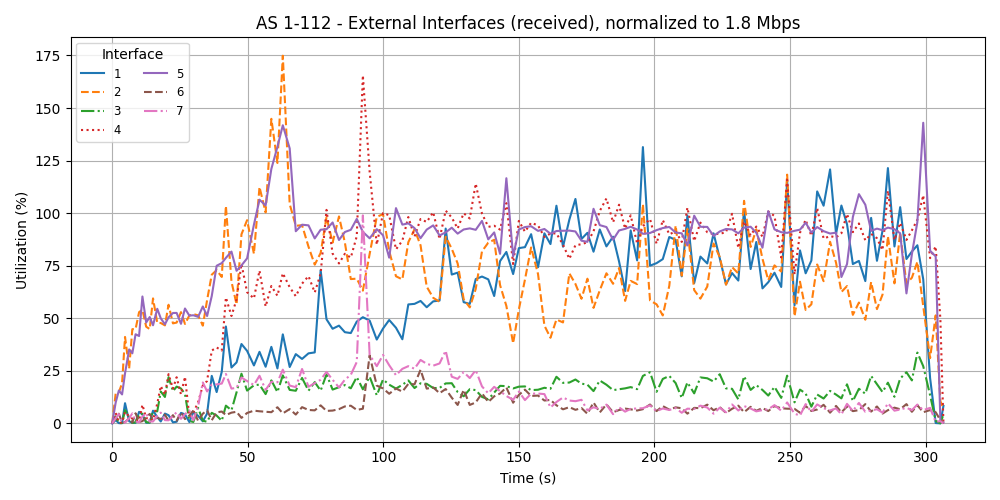 AS 1-112 - External Interfaces (received), normalized to 1.8 Mbps
Interface
1 5
2 6
3 7
4
Utilization (%)
175
150
125
100
75
50
25
0
0 50 100 150 200 250 300
Time (s)